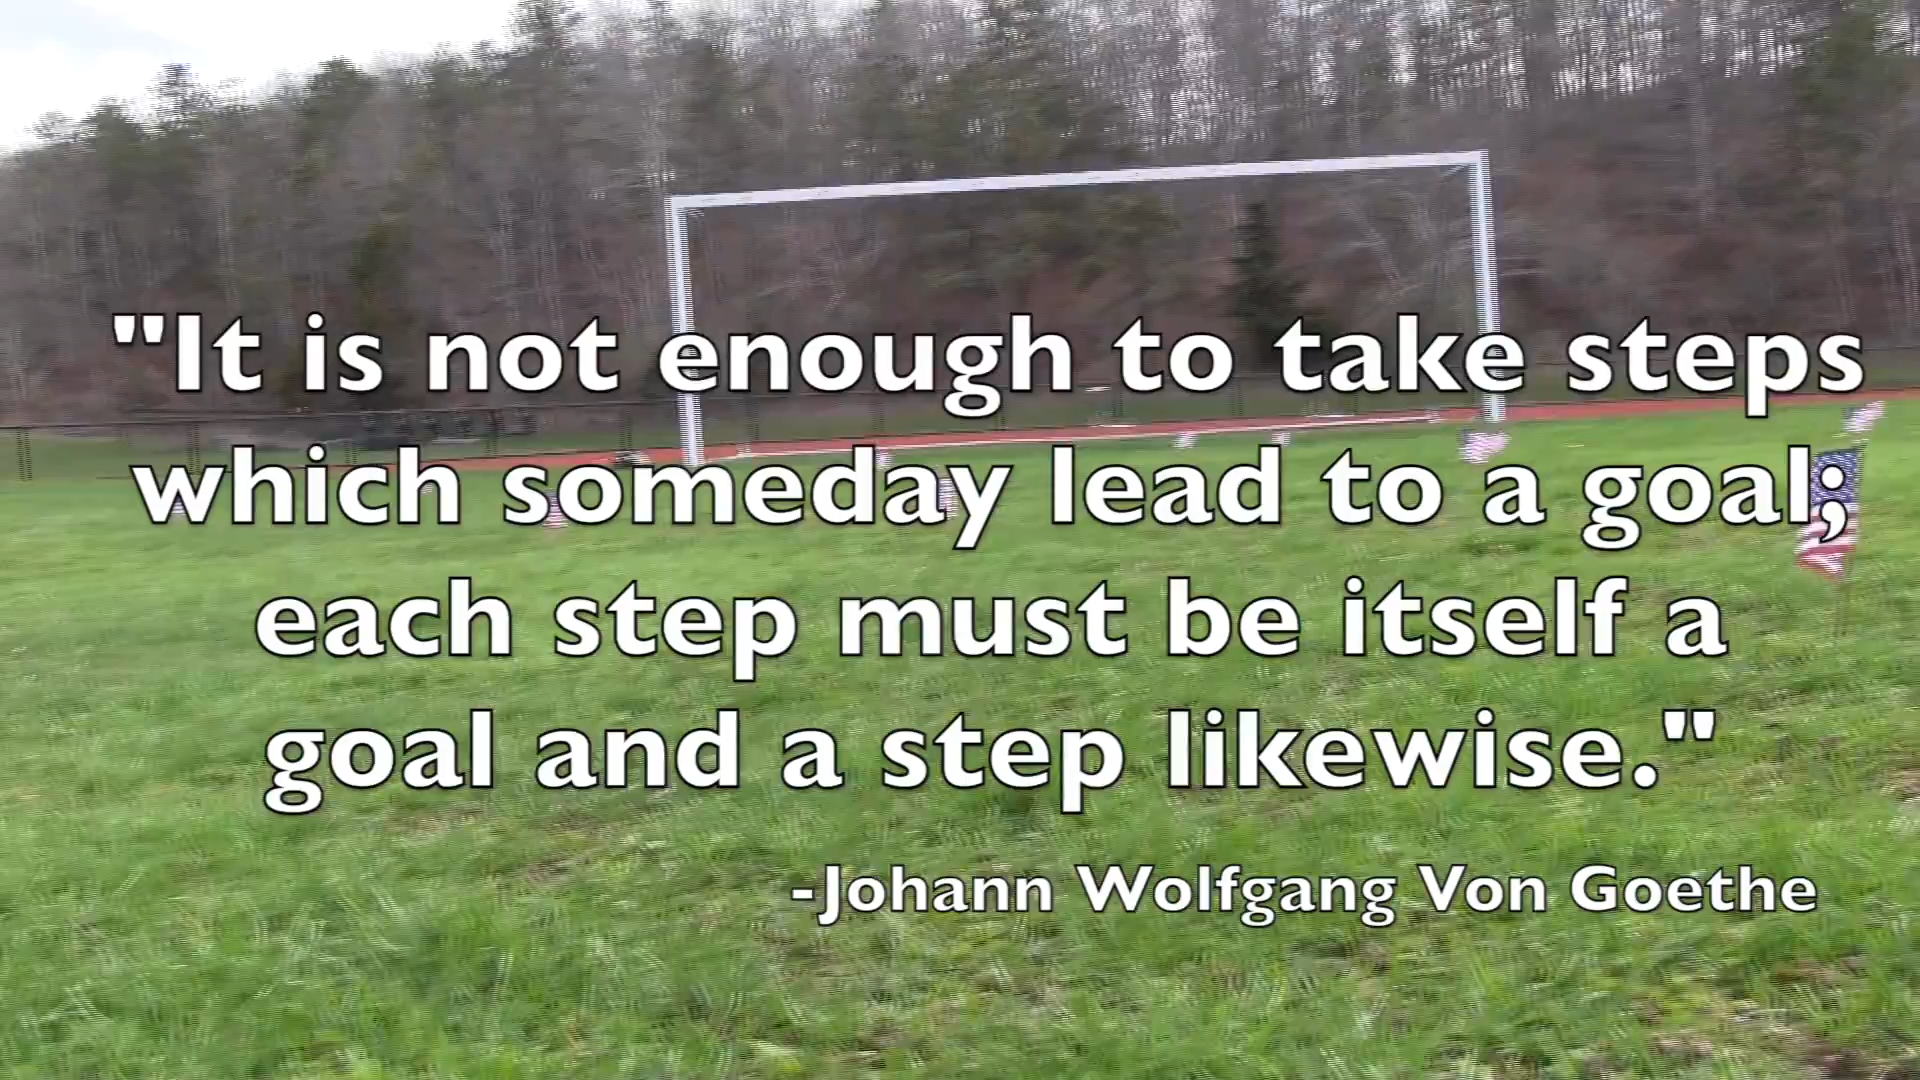 "It is not enough to take steps
which someday lead to a goal;
each step must be itself a
goal and a step likewise."
-Johann Wolfgang Von Goethe